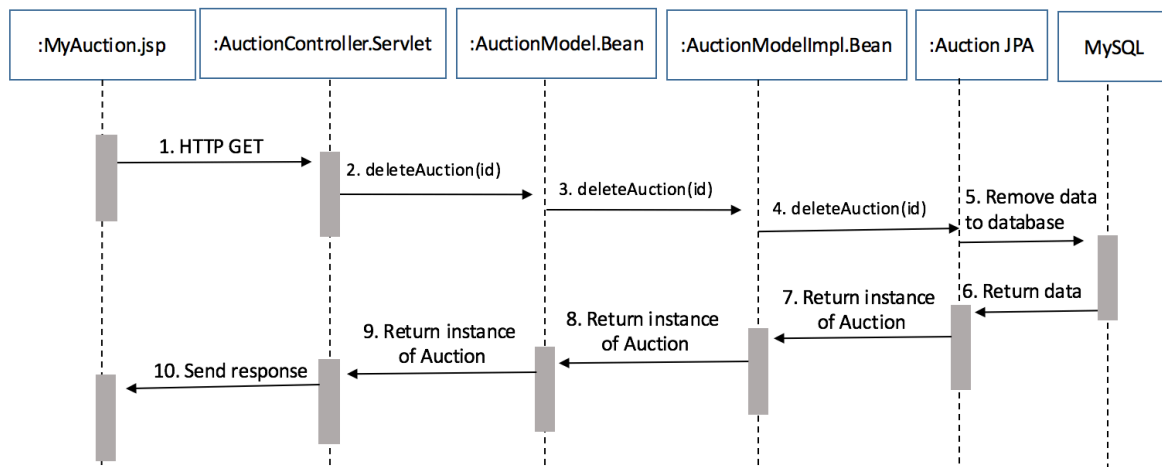 :MyAuction.jsp
:AuctionController.Servlet
:AuctionModel.Bean
:AuctionModelImpl.Bean
:Auction JPA
MySQL
1. HTTP GET
2. deleteAuction(id)
3. deleteAuction(id)
4. deleteAuction(id)
5. Remove data
to database
6. Return data
7. Return instance
of Auction
8. Return instance
of Auction
9. Return instance
of Auction
10. Send response